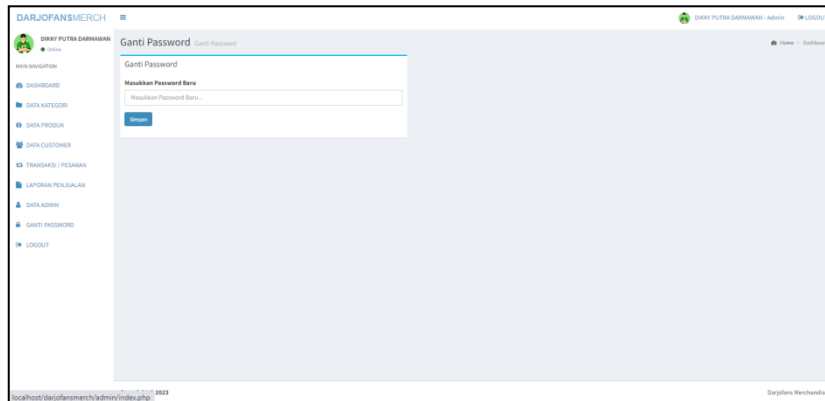 DARJOFANSMERCH
DIKKY PUTRA DARMAWAN - Admin LOGOU
DIKKY PUTRA DARMAWAN
Online
Ganti Password Ganti Password
Home > Dashboar
MAIN NAVIGATION
Ganti Password
DASHBOARD
Masukkan Password Baru
Masukkan Password Baru ..
DATA KATEGORI
Simpan
DATA PRODUK
DATA CUSTOMER
TRANSAKSI / PESANAN
LAPORAN PENJUALAN
DATA ADMIN
GANTI PASSWORD
LOGOUT
2023
Darjofans Merchandis
localhost/darjofansmerch/admin/index.php